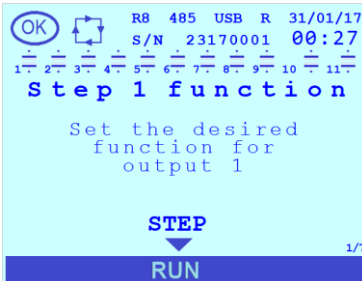 OK R8 485 USB R 31/01/17
S/N 23170001 00:27
1 2 3 4 5 6 7 8 9 10 11
Step 1 function
Set the desired
function for
output 1
STEP
1/7
RUN